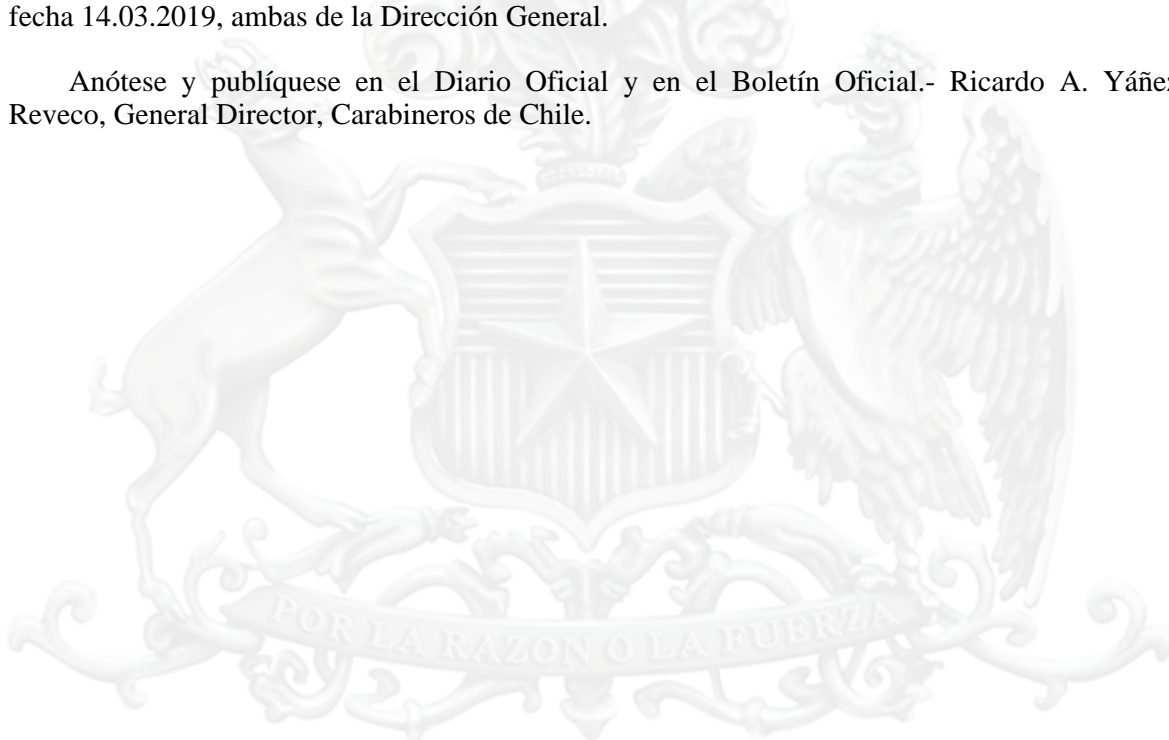 fecha 14.03.2019, ambas de la Dirección General.
Anótese y publíquese en el Diario Oficial y en el Boletín Oficial.- Ricardo A. Yáñez
Reveco, General Director, Carabineros de Chile.
POR LA RAZON O LA FUERZA